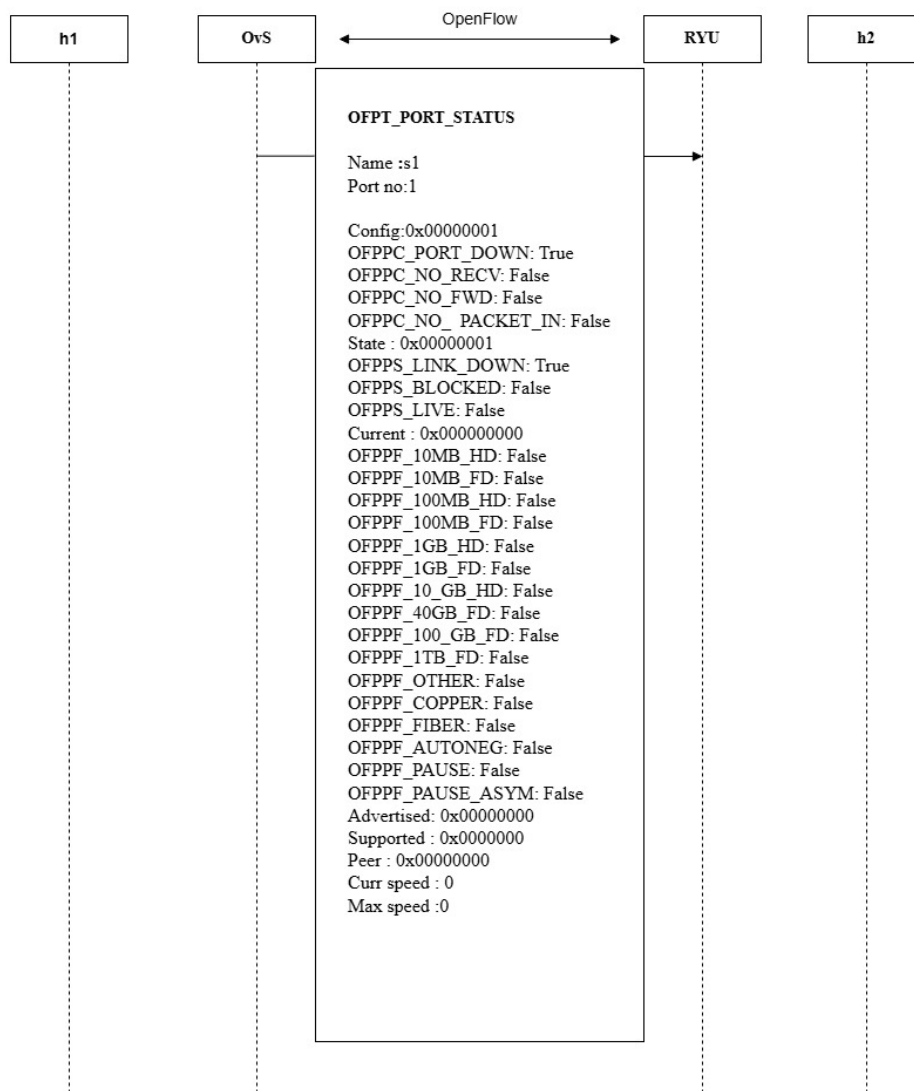 OpenFlow
h1
OvS
RYU
h2
OFPT_PORT_STATUS
Name :s1
Port no:1
Config:0x00000001
OFPPC_PORT_DOWN: True
OFPPC_NO_RECV: False
OFPPC_NO_FWD: False
OFPPC_NO_ PACKET_IN: False
State : 0x00000001
OFPPS_LINK_DOWN: True
OFPPS_BLOCKED: False
OFPPS_LIVE: False
Current : 0x000000000
OFPPF_10MB_HD: False
OFPPF_10MB_FD: False
OFPPF_100MB_HD: False
OFPPF_100MB_FD: False
OFPPF_1GB_HD: False
OFPPF_1GB_FD: False
OFPPF_10_GB_HD: False
OFPPF_40GB_FD: False
OFPPF_100_GB_FD: False
OFPPF_1TB_FD: False
OFPPF_OTHER: False
OFPPF_COPPER: False
OFPPF_FIBER: False
OFPPF_AUTONEG: False
OFPPF_PAUSE: False
OFPPF_PAUSE_ASYM: False
Advertised: 0x00000000
Supported : 0x0000000
Peer : 0x00000000
Curr speed : 0
Max speed :0